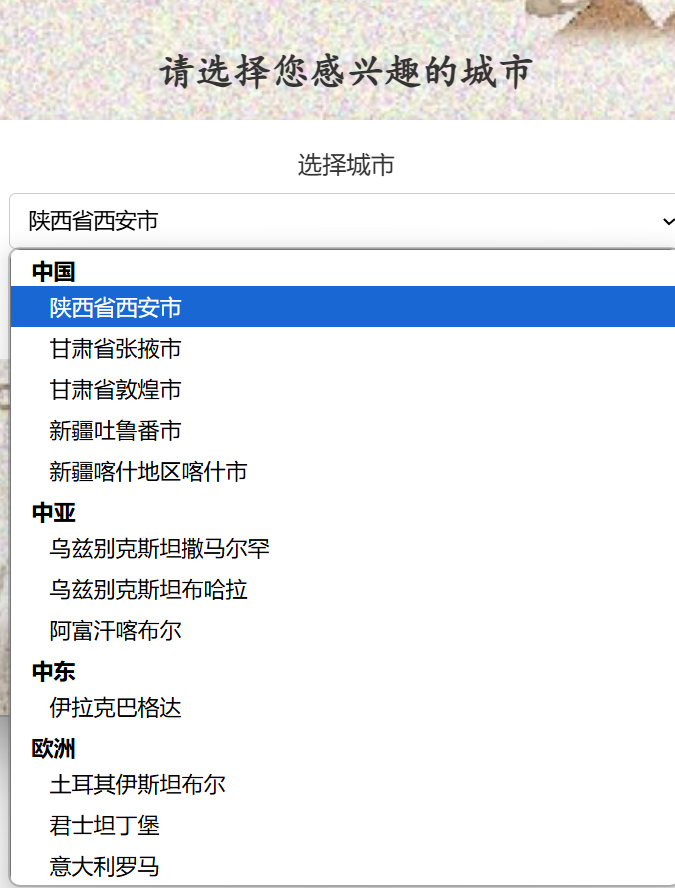 请选择您感兴趣的城市
选择城市
陕西省西安市
中国
陕西省西安市
甘肃省张掖市
甘肃省敦煌市
新疆吐鲁番市
新疆喀什地区喀什市
中亚
乌兹别克斯坦撒马尔罕
乌兹别克斯坦布哈拉
阿富汗喀布尔
中东
伊拉克巴格达
欧洲
土耳其伊斯坦布尔
君士坦丁堡
意大利罗马